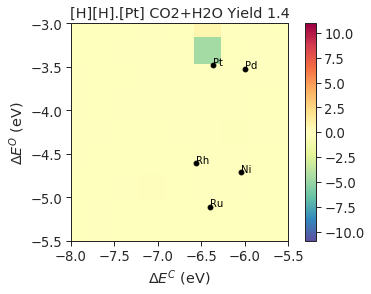 [H][H].[Pt] CO2+H2O Yield 1.4
−3.0
−3.5
−4.0
−4.5
−5.0
−5.5
ΔE^O (eV)
Pt
Pd
Rh
Ni
Ru
−8.0 −7.5 −7.0 −6.5 −6.0 −5.5
ΔE^C (eV)
10.0
7.5
5.0
2.5
0.0
−2.5
−5.0
−7.5
−10.0